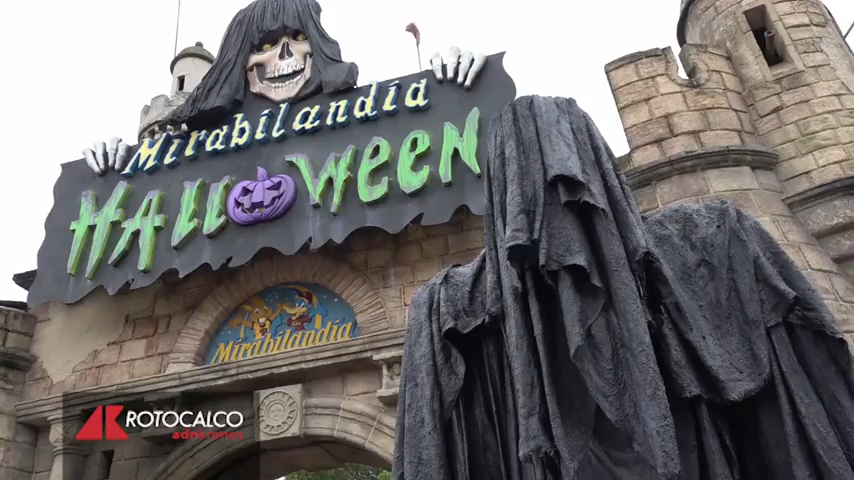 Mirabilandia
Halloween
Mirabilandia
ROTOCALCO
adnkronos